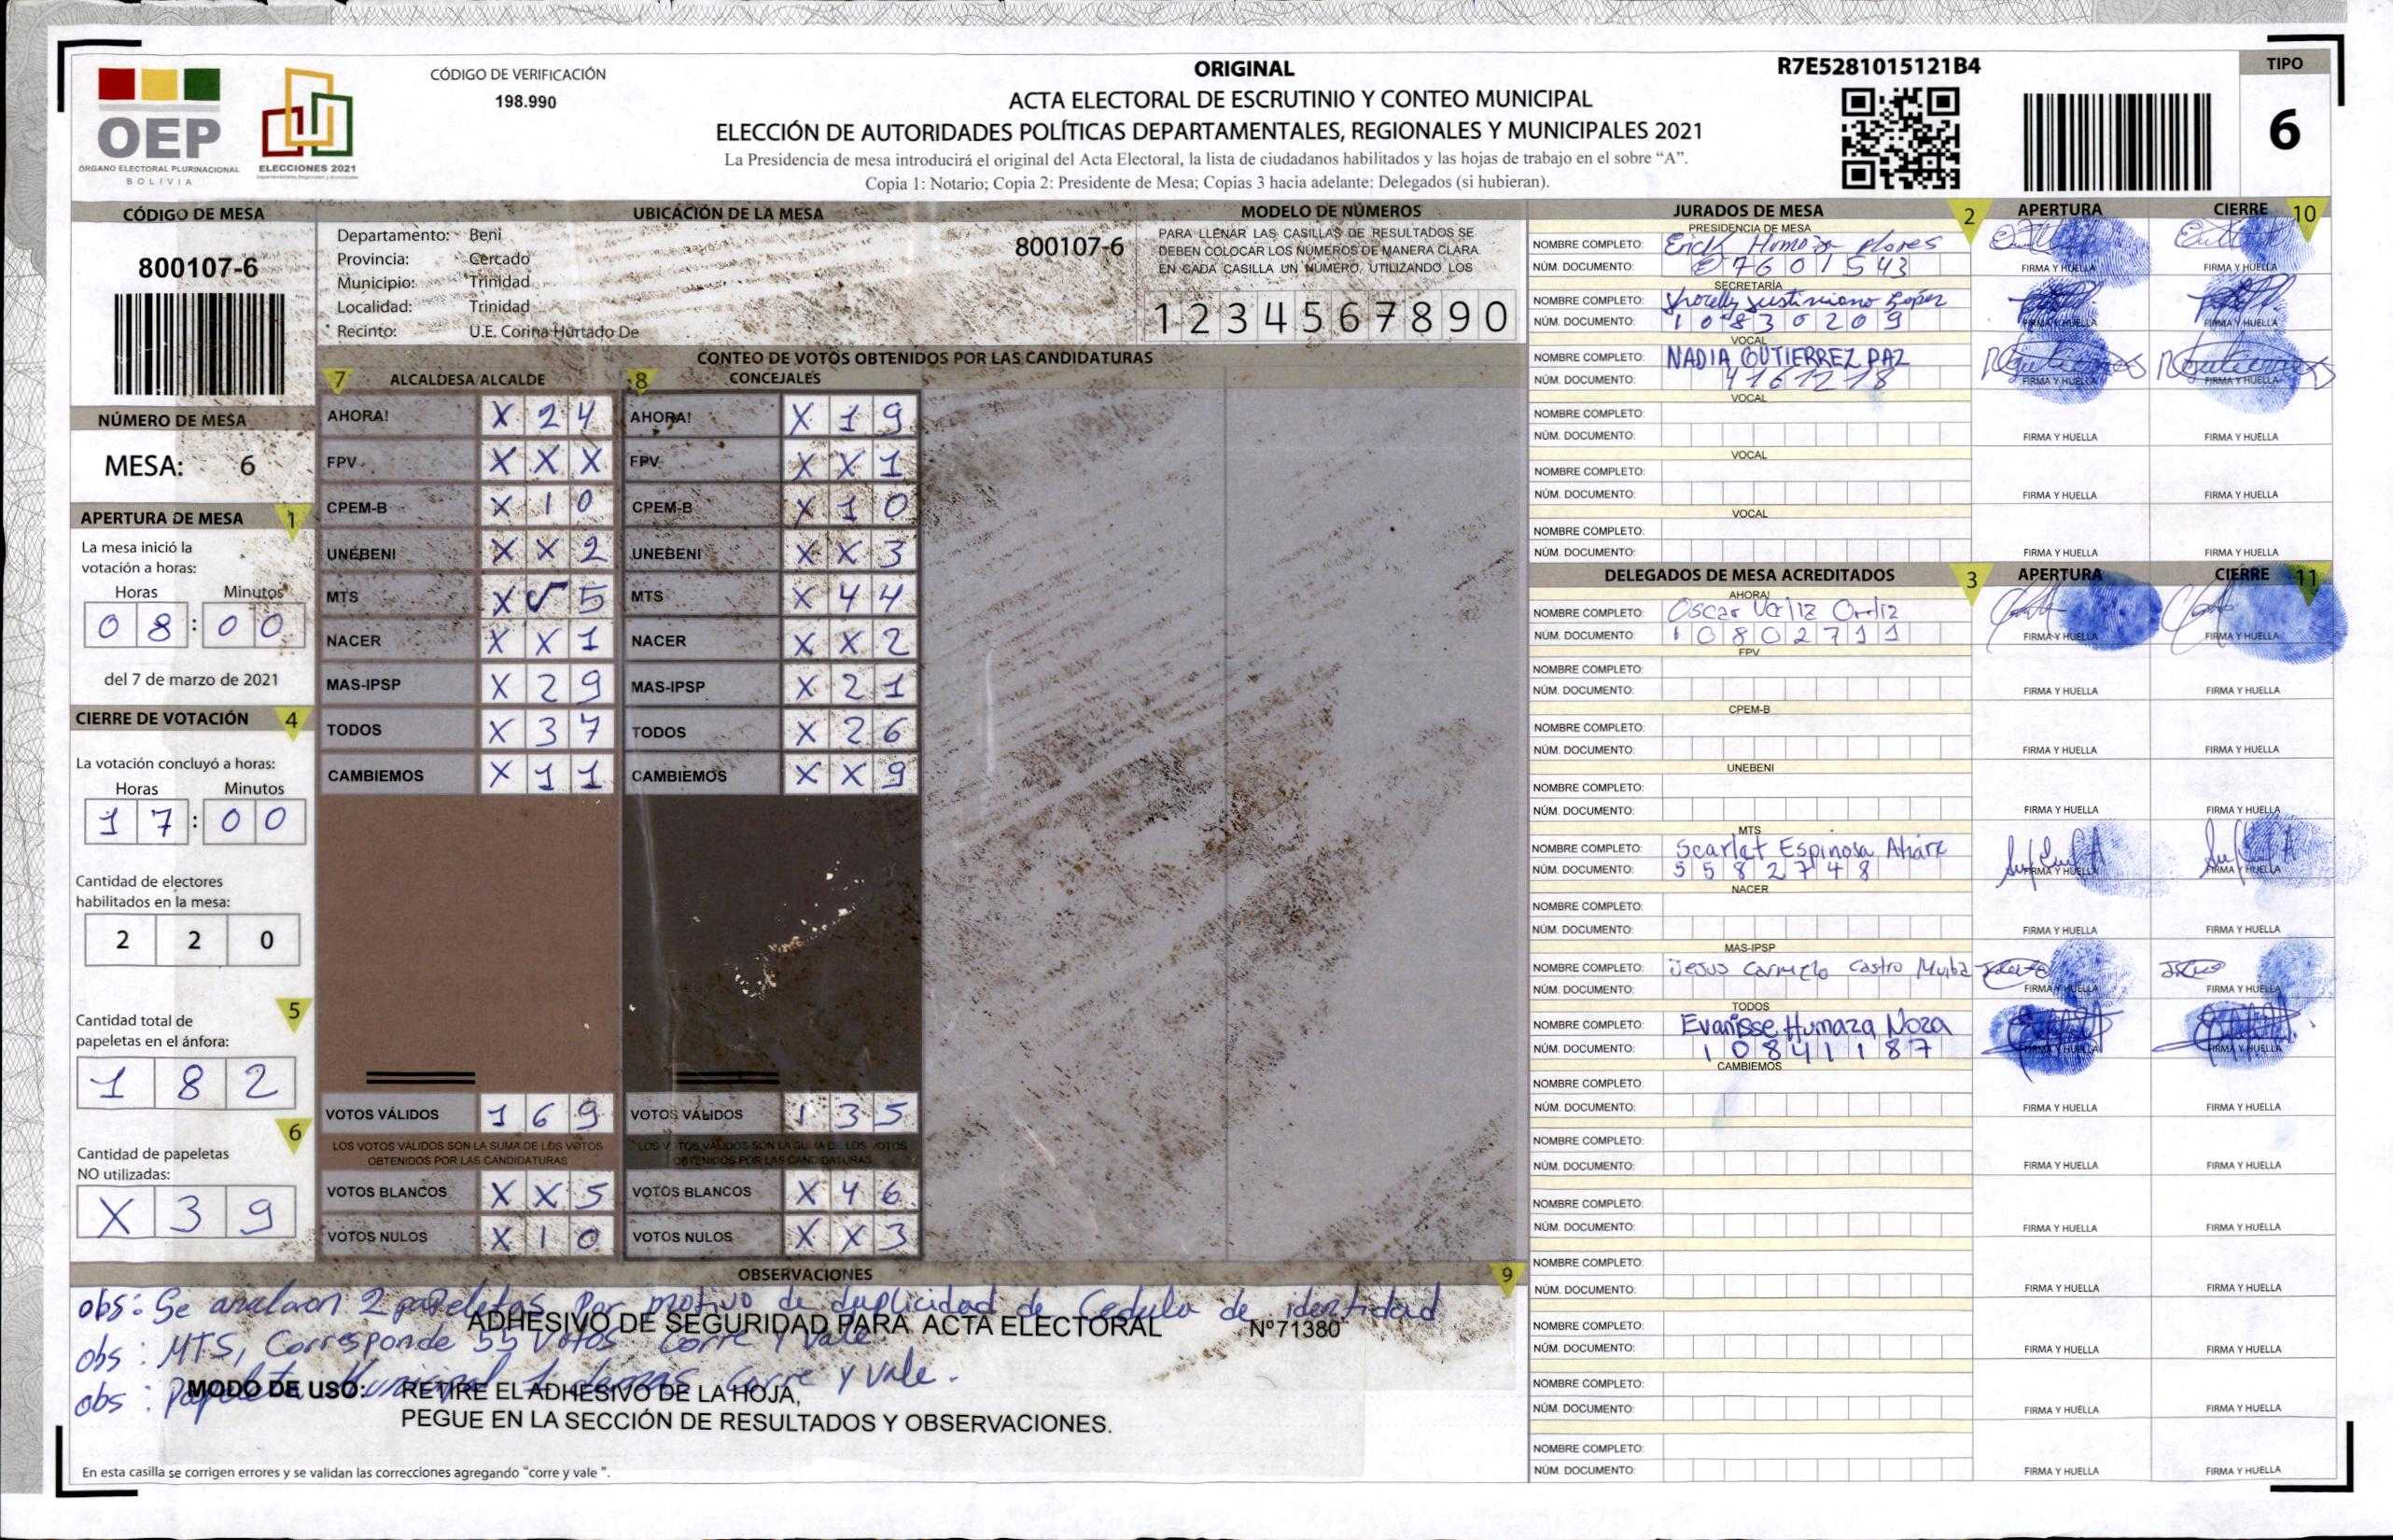 CÓDIGO DE VERIFICACIÓN
198.990
ORIGINAL
ACTA ELECTORAL DE ESCRUTINIO Y CONTEO MUNICIPAL
ELECCIÓN DE AUTORIDADES POLÍTICAS DEPARTAMENTALES, REGIONALES Y MUNICIPALES 2021
La Presidencia de mesa introducirá el original del Acta Electoral, la lista de ciudadanos habilitados y las hojas de trabajo en el sobre “A”.
Copia 1: Notario; Copia 2: Presidente de Mesa; Copias 3 hacia adelante: Delegados (si hubieran).
R7E5281015121B4
TIPO
6
OEP
ÓRGANO ELECTORAL PLURINACIONAL
BOLIVIA
ELECCIONES 2021
CÓDIGO DE MESA
800107-6
NÚMERO DE MESA
MESA: 6
APERTURA DE MESA 1
La mesa inició la
votación a horas:
Horas Minutos
0 8 : 0 0
del 7 de marzo de 2021
CIERRE DE VOTACIÓN 4
La votación concluyó a horas:
Horas Minutos
1 7 : 0 0
Cantidad de electores
habilitados en la mesa:
2 2 0
5
Cantidad total de
papeletas en el ánfora:
1 8 2
6
Cantidad de papeletas
NO utilizadas:
X 3 9
UBICACIÓN DE LA MESA
Departamento: Beni
Provincia: Cercado
Municipio: Trinidad
Localidad: Trinidad
Recinto: U.E. Corina Hurtado De
800107-6
MODELO DE NÚMEROS
PARA LLENAR LAS CASILLAS DE RESULTADOS SE
DEBEN COLOCAR LOS NÚMEROS DE MANERA CLARA
EN CADA CASILLA UN NÚMERO, UTILIZANDO LOS
1 2 3 4 5 6 7 8 9 0
CONTEO DE VOTOS OBTENIDOS POR LAS CANDIDATURAS
7 ALCALDESA/ALCALDE 8 CONCEJALES
AHORA! X 2 4 AHORA! X 1 9
FPV X X X FPV X X 1
CPEM-B X 1 0 CPEM-B X 1 0
UNEBENI X X 2 UNEBENI X X 3
MTS X 5 MTS X 4 4
NACER X X 1 NACER X X 2
MAS-IPSP X 2 9 MAS-IPSP X 2 1
TODOS X 3 7 TODOS X 2 6
CAMBIEMOS X 1 1 CAMBIEMOS X X 9
VOTOS VÁLIDOS 1 6 9 VOTOS VÁLIDOS 1 3 5
LOS VOTOS VÁLIDOS SON LA SUMA DE LOS VOTOS LOS VOTOS VÁLIDOS SON LA SUMA DE LOS VOTOS
OBTENIDOS POR LAS CANDIDATURAS OBTENIDOS POR LAS CANDIDATURAS
VOTOS BLANCOS X X 5 VOTOS BLANCOS X 4 6
VOTOS NULOS X 1 0 VOTOS NULOS X X 3
OBSERVACIONES 9
obs: Se anularon 2 papeletas por motivo de duplicidad de Cedula de identidad
ADHESIVO DE SEGURIDAD PARA ACTA ELECTORAL Nº71380
obs: MTS, Corresponde 55 Votos Corre y Vale
obs: Papeleta Municipal 1 demas Corre y Vale.
MODO DE USO: RETIRE EL ADHESIVO DE LA HOJA,
PEGUE EN LA SECCIÓN DE RESULTADOS Y OBSERVACIONES.
En esta casilla se corrigen errores y se validan las correcciones agregando “corre y vale”.
JURADOS DE MESA 2 APERTURA CIERRE 10
PRESIDENCIA DE MESA
NOMBRE COMPLETO: Erick Humaza Flores
NÚM. DOCUMENTO: 7601543 FIRMA Y HUELLA FIRMA Y HUELLA
SECRETARÍA
NOMBRE COMPLETO: Justiniano López
NÚM. DOCUMENTO: 10830209 FIRMA Y HUELLA FIRMA Y HUELLA
VOCAL
NOMBRE COMPLETO: NADIA GUTIERREZ PAZ
NÚM. DOCUMENTO: 4161218 FIRMA Y HUELLA FIRMA Y HUELLA
VOCAL
NOMBRE COMPLETO:
NÚM. DOCUMENTO: FIRMA Y HUELLA FIRMA Y HUELLA
VOCAL
NOMBRE COMPLETO:
NÚM. DOCUMENTO: FIRMA Y HUELLA FIRMA Y HUELLA
VOCAL
NOMBRE COMPLETO:
NÚM. DOCUMENTO: FIRMA Y HUELLA FIRMA Y HUELLA
DELEGADOS DE MESA ACREDITADOS 3 APERTURA CIERRE 11
AHORA!
NOMBRE COMPLETO: Oscar Veliz Ortiz
NÚM. DOCUMENTO: 10802711 FIRMA Y HUELLA FIRMA Y HUELLA
FPV
NOMBRE COMPLETO:
NÚM. DOCUMENTO: FIRMA Y HUELLA FIRMA Y HUELLA
CPEM-B
NOMBRE COMPLETO:
NÚM. DOCUMENTO: FIRMA Y HUELLA FIRMA Y HUELLA
UNEBENI
NOMBRE COMPLETO:
NÚM. DOCUMENTO: FIRMA Y HUELLA FIRMA Y HUELLA
MTS
NOMBRE COMPLETO: Scarlet Espinosa
NÚM. DOCUMENTO: 5582748 FIRMA Y HUELLA FIRMA Y HUELLA
NACER
NOMBRE COMPLETO:
NÚM. DOCUMENTO: FIRMA Y HUELLA FIRMA Y HUELLA
MAS-IPSP
NOMBRE COMPLETO: Jesus Carmelo Castro Muiba
NÚM. DOCUMENTO: FIRMA Y HUELLA FIRMA Y HUELLA
TODOS
NOMBRE COMPLETO: Evanisse Humaza Noza
NÚM. DOCUMENTO: 10841187 FIRMA Y HUELLA FIRMA Y HUELLA
CAMBIEMOS
NOMBRE COMPLETO:
NÚM. DOCUMENTO: FIRMA Y HUELLA FIRMA Y HUELLA
NOMBRE COMPLETO:
NÚM. DOCUMENTO: FIRMA Y HUELLA FIRMA Y HUELLA
NOMBRE COMPLETO:
NÚM. DOCUMENTO: FIRMA Y HUELLA FIRMA Y HUELLA
NOMBRE COMPLETO:
NÚM. DOCUMENTO: FIRMA Y HUELLA FIRMA Y HUELLA
NOMBRE COMPLETO:
NÚM. DOCUMENTO: FIRMA Y HUELLA FIRMA Y HUELLA
NOMBRE COMPLETO:
NÚM. DOCUMENTO: FIRMA Y HUELLA FIRMA Y HUELLA
NOMBRE COMPLETO:
NÚM. DOCUMENTO: FIRMA Y HUELLA FIRMA Y HUELLA